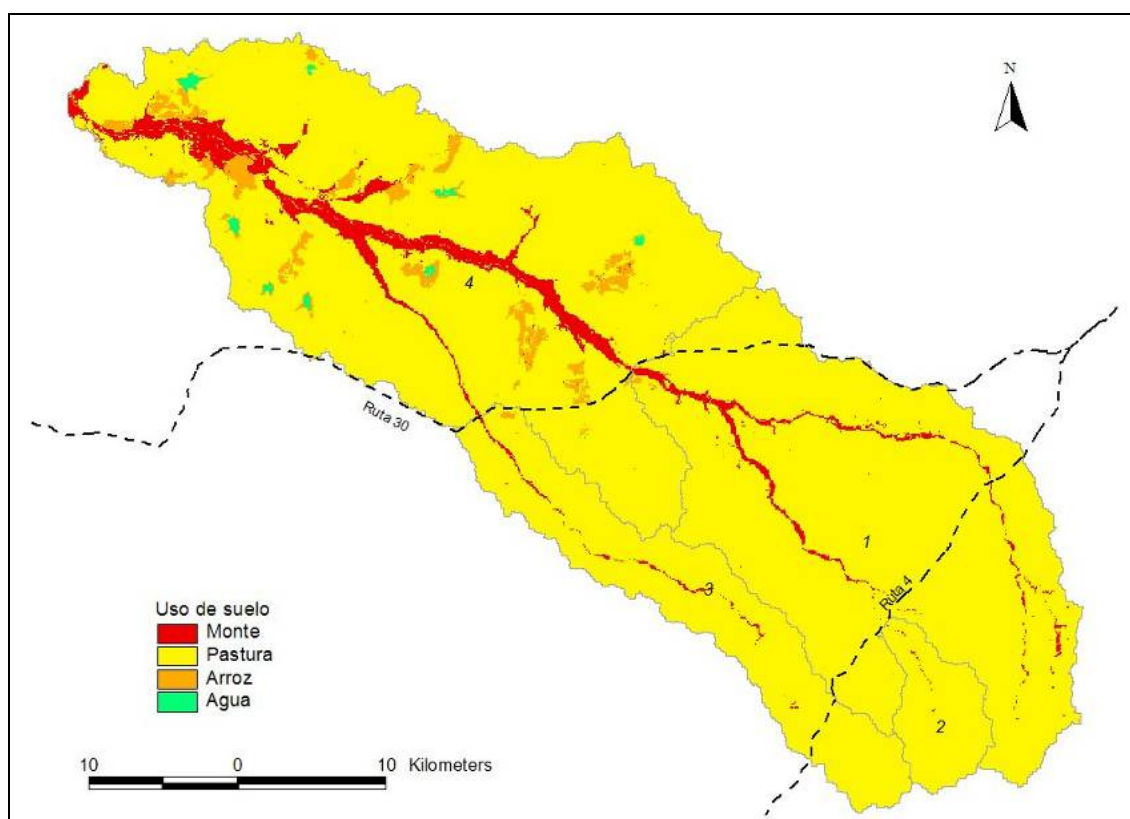 N
4
Ruta 30
1
Ruta 4
3
2
Uso de suelo
Monte
Pastura
Arroz
Agua
10 0 10 Kilometers